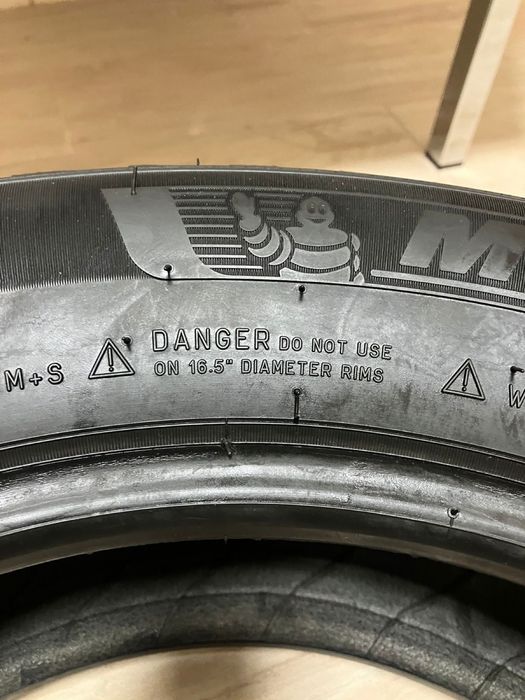 M
M+S
DANGER DO NOT USE
ON 16.5" DIAMETER RIMS
W